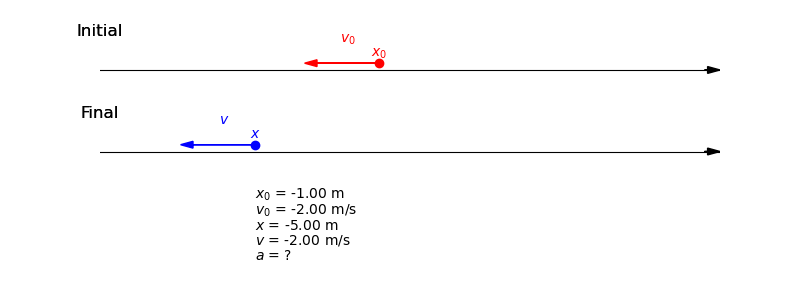 Initial
v₀
x₀
Final
v
x
x₀ = -1.00 m
v₀ = -2.00 m/s
x = -5.00 m
v = -2.00 m/s
a = ?